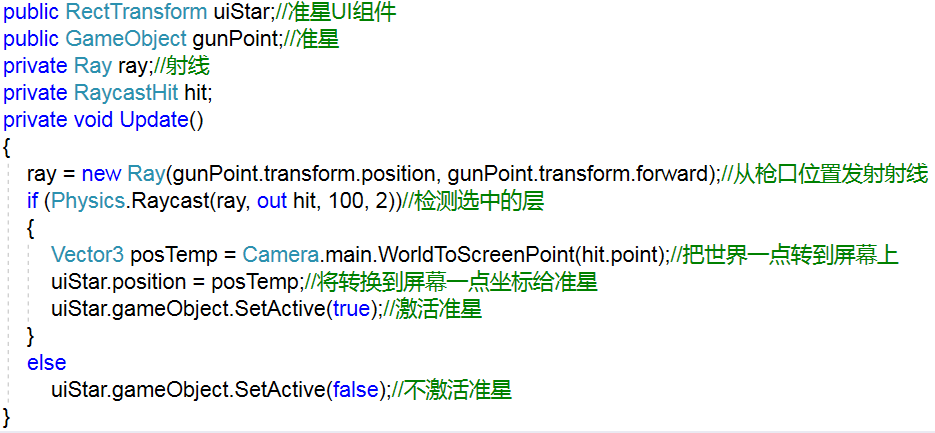 public RectTransform uiStar;//准星UI组件
public GameObject gunPoint;//准星
private Ray ray;//射线
private RaycastHit hit;
private void Update()
{
ray = new Ray(gunPoint.transform.position, gunPoint.transform.forward);//从枪口位置发射射线
if (Physics.Raycast(ray, out hit, 100, 2))//检测选中的层
{
Vector3 posTemp = Camera.main.WorldToScreenPoint(hit.point);//把世界一点转到屏幕上
uiStar.position = posTemp;//将转换到屏幕一点坐标给准星
uiStar.gameObject.SetActive(true);//激活准星
}
else
uiStar.gameObject.SetActive(false);//不激活准星
}